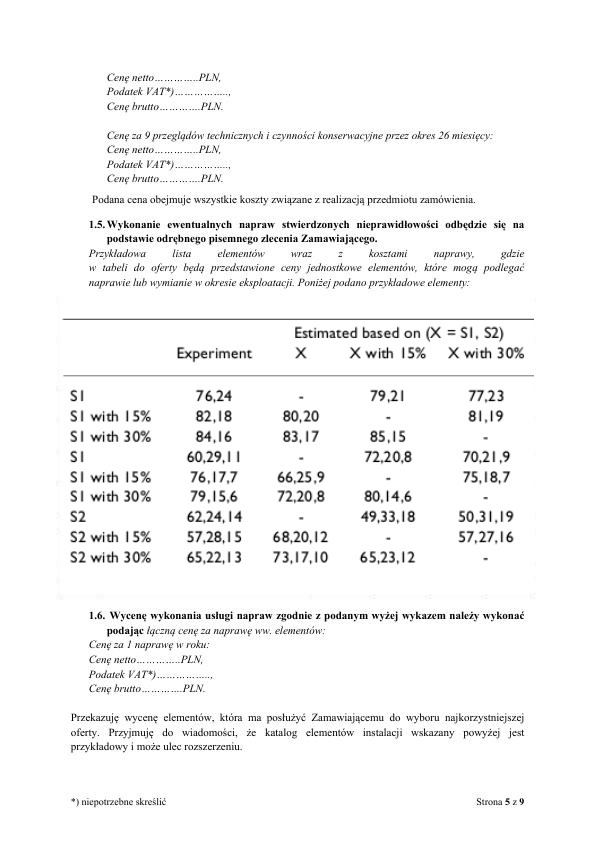 Cenę netto…………..PLN,
Podatek VAT*)……………..,
Cenę brutto………….PLN.
Cenę za 9 przeglądów technicznych i czynności konserwacyjne przez okres 26 miesięcy:
Cenę netto…………..PLN,
Podatek VAT*)……………..,
Cenę brutto………….PLN.
Podana cena obejmuje wszystkie koszty związane z realizacją przedmiotu zamówienia.
1.5. Wykonanie ewentualnych napraw stwierdzonych nieprawidłowości odbędzie się na
podstawie odrębnego pisemnego zlecenia Zamawiającego.
Przykładowa lista elementów wraz z kosztami naprawy, gdzie
w tabeli do oferty będą przedstawione ceny jednostkowe elementów, które mogą podlegać
naprawie lub wymianie w okresie eksploatacji. Poniżej podano przykładowe elementy:
Estimated based on (X = S1, S2)
Experiment X X with 15% X with 30%
S1 76,24 - 79,21 77,23
S1 with 15% 82,18 80,20 - 81,19
S1 with 30% 84,16 83,17 85,15 -
S1 60,29,11 - 72,20,8 70,21,9
S1 with 15% 76,17,7 66,25,9 - 75,18,7
S1 with 30% 79,15,6 72,20,8 80,14,6 -
S2 62,24,14 - 49,33,18 50,31,19
S2 with 15% 57,28,15 68,20,12 - 57,27,16
S2 with 30% 65,22,13 73,17,10 65,23,12 -
1.6. Wycenę wykonania usługi napraw zgodnie z podanym wyżej wykazem należy wykonać
podając łączną cenę za naprawę ww. elementów:
Cenę za 1 naprawę w roku:
Cenę netto…………..PLN,
Podatek VAT*)……………..,
Cenę brutto………….PLN.
Przekazuję wycenę elementów, która ma posłużyć Zamawiającemu do wyboru najkorzystniejszej
oferty. Przyjmuję do wiadomości, że katalog elementów instalacji wskazany powyżej jest
przykładowy i może ulec rozszerzeniu.
*) niepotrzebne skreślić Strona 5 z 9